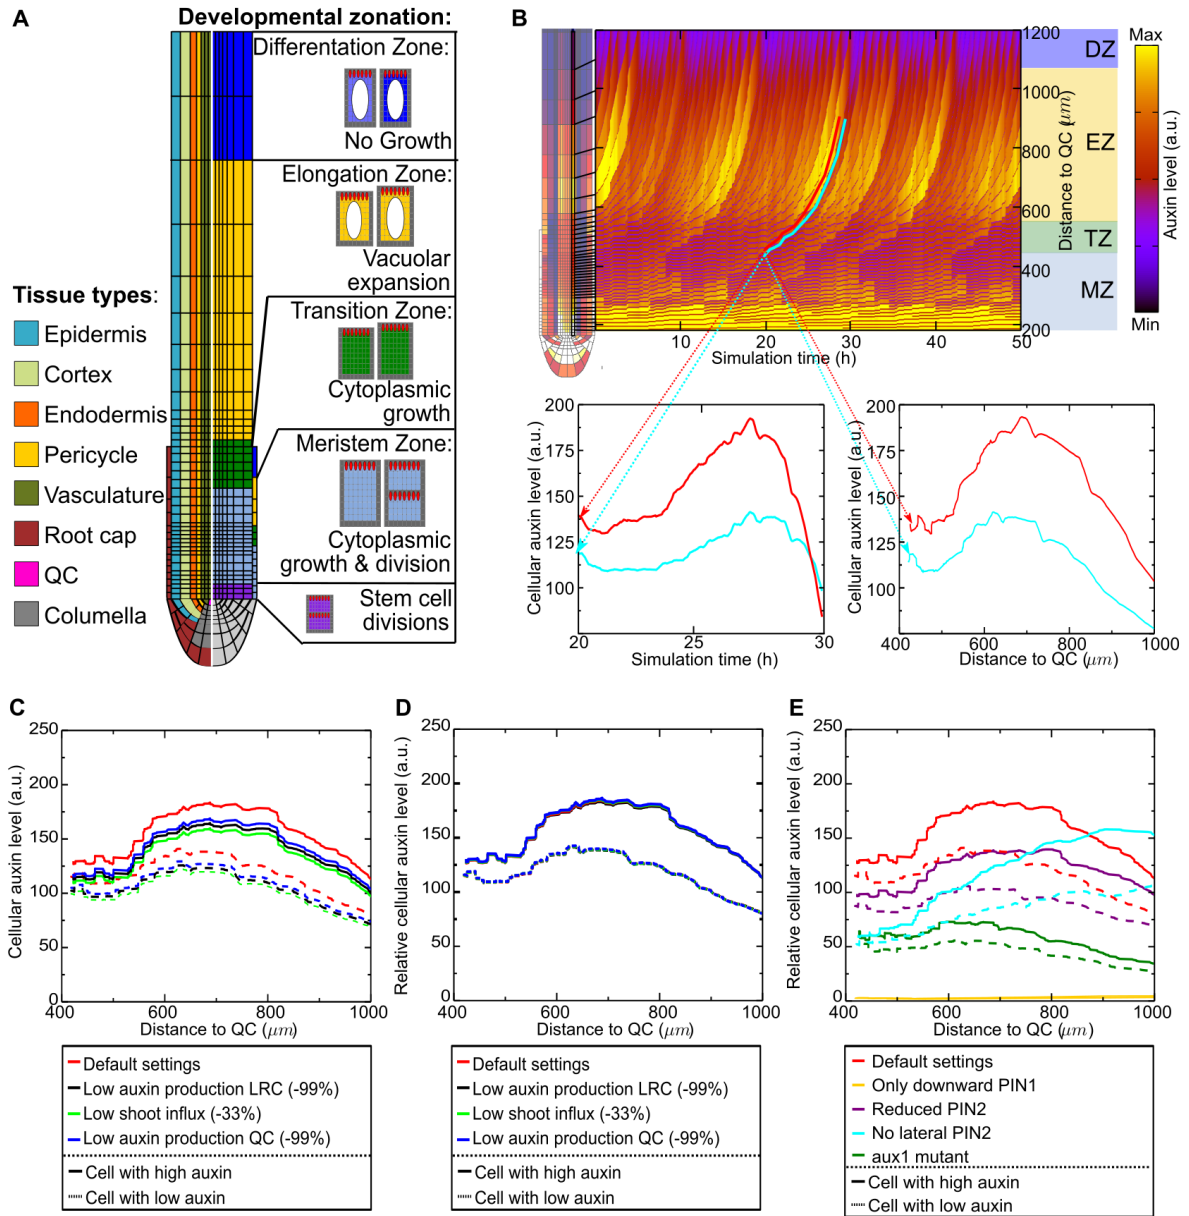 A
Developmental zonation:
Differentation Zone:
No Growth
Elongation Zone:
Vacuolar
expansion
Transition Zone:
Cytoplasmic
growth
Meristem Zone:
Cytoplasmic
growth & division
Stem cell
divisions
Tissue types:
Epidermis
Cortex
Endodermis
Pericycle
Vasculature
Root cap
QC
Columella
B
1200
1000
800
600
400
200
Distance to QC (μm)
DZ
EZ
TZ
MZ
10
20
30
40
50
Simulation time (h)
Max
Min
Auxin level (a.u.)
200
175
150
125
100
Cellular auxin level (a.u.)
20
25
30
Simulation time (h)
200
150
100
Cellular auxin level (a.u.)
400
600
800
1000
Distance to QC (μm)
C
250
200
150
100
50
0
Cellular auxin level (a.u.)
400
600
800
1000
Distance to QC (μm)
Default settings
Low auxin production LRC (-99%)
Low shoot influx (-33%)
Low auxin production QC (-99%)
Cell with high auxin
Cell with low auxin
D
250
200
150
100
50
0
Relative cellular auxin level (a.u.)
400
600
800
1000
Distance to QC (μm)
Default settings
Low auxin production LRC (-99%)
Low shoot influx (-33%)
Low auxin production QC (-99%)
Cell with high auxin
Cell with low auxin
E
250
200
150
100
50
0
Relative cellular auxin level (a.u.)
400
600
800
1000
Distance to QC (μm)
Default settings
Only downward PIN1
Reduced PIN2
No lateral PIN2
aux1 mutant
Cell with high auxin
Cell with low auxin